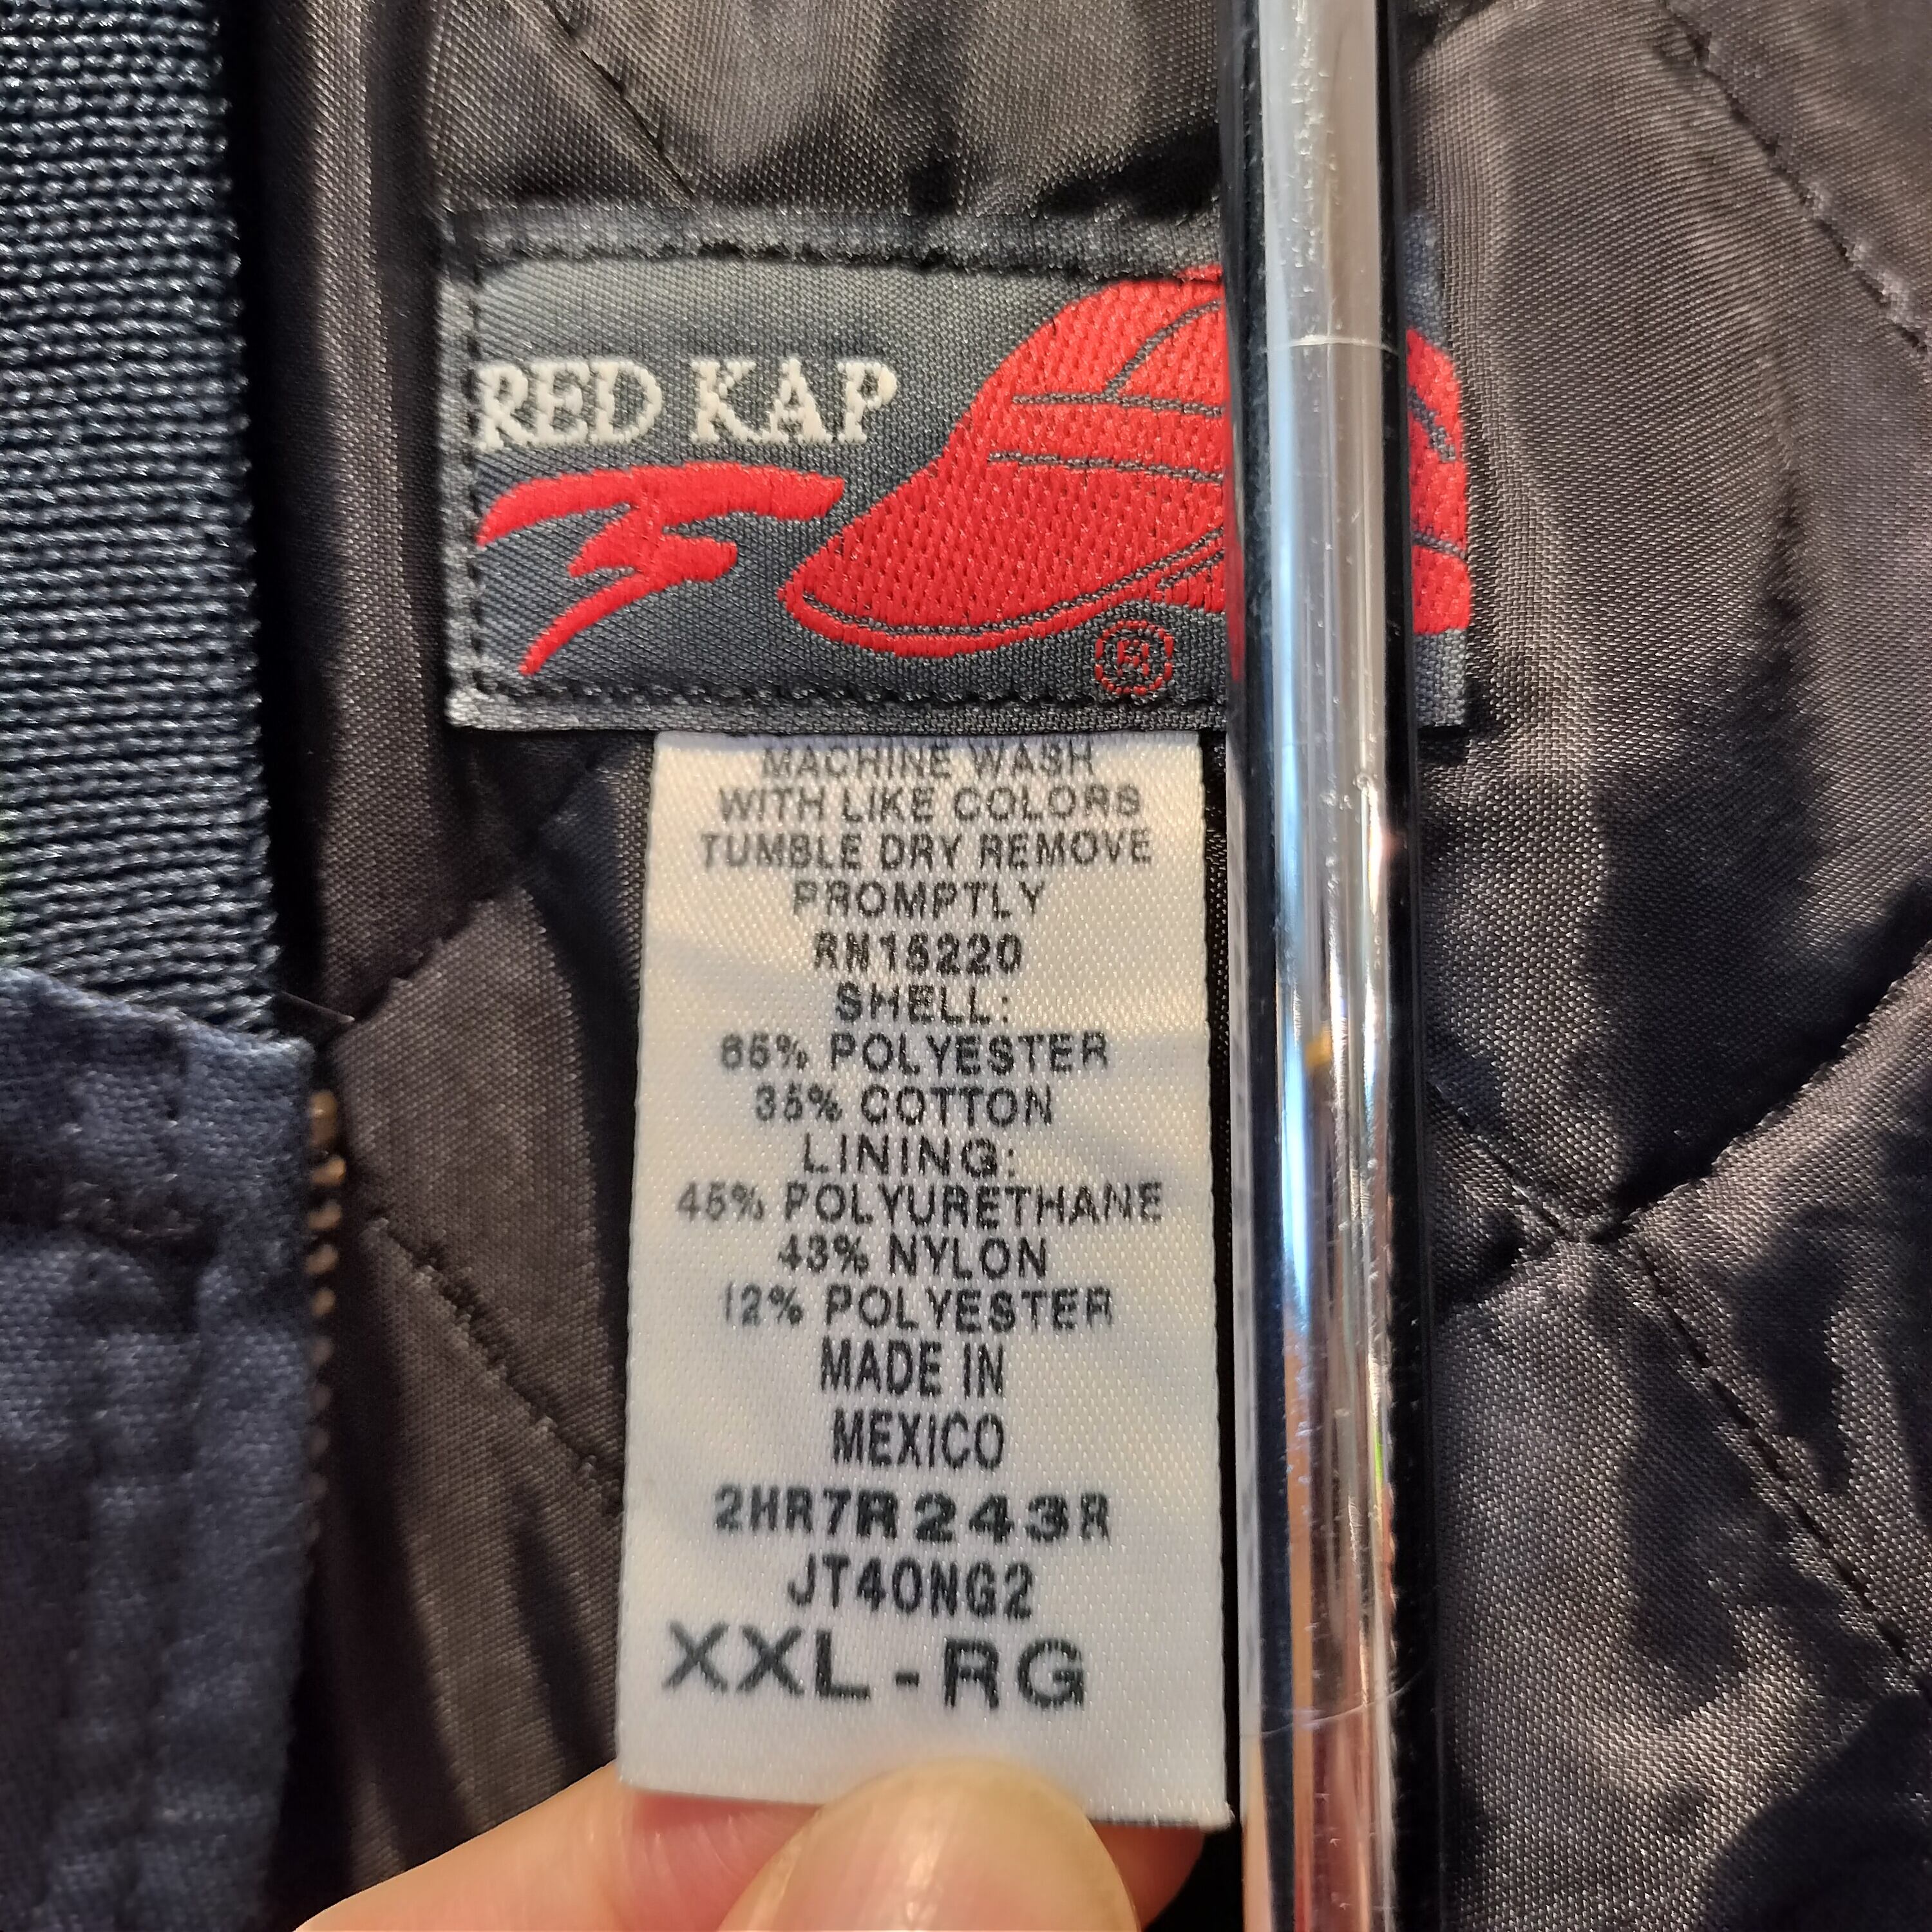 RED KAP
®
MACHINE WASH
WITH LIKE COLORS
TUMBLE DRY REMOVE
PROMPTLY
RN15220
SHELL:
65% POLYESTER
35% COTTON
LINING:
45% POLYURETHANE
43% NYLON
12% POLYESTER
MADE IN
MEXICO
2HR7R243R
JT40NG2
XXL-RG